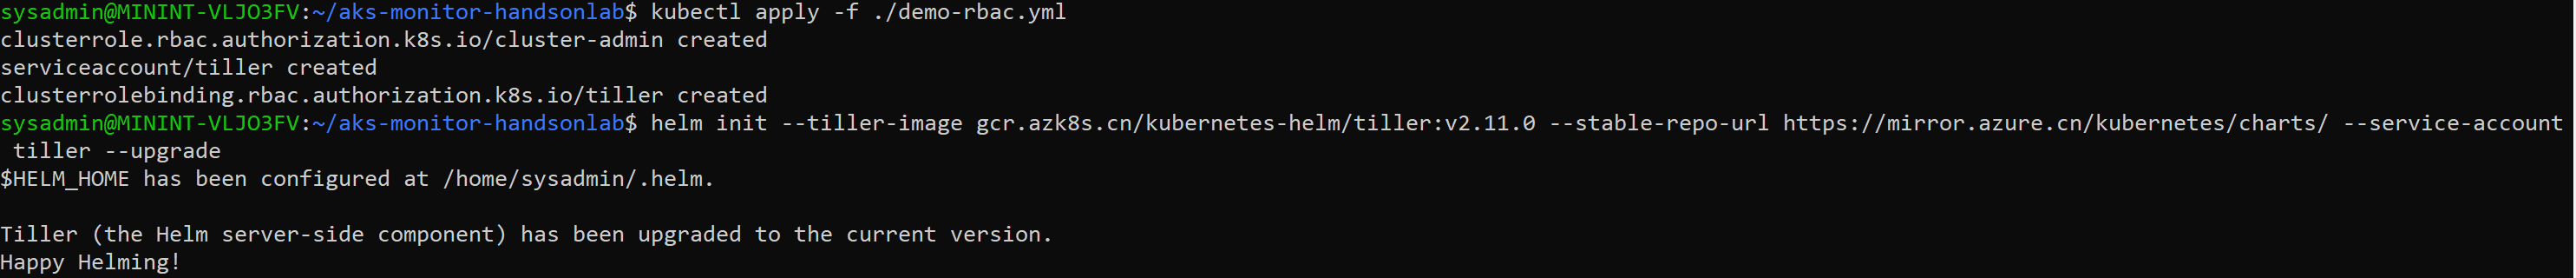 sysadmin@MININT-VLJO3FV:~/aks-monitor-handsonlab$ kubectl apply -f ./demo-rbac.yml
clusterrole.rbac.authorization.k8s.io/cluster-admin created
serviceaccount/tiller created
clusterrolebinding.rbac.authorization.k8s.io/tiller created
sysadmin@MININT-VLJO3FV:~/aks-monitor-handsonlab$ helm init --tiller-image gcr.azk8s.cn/kubernetes-helm/tiller:v2.11.0 --stable-repo-url https://mirror.azure.cn/kubernetes/charts/ --service-account
 tiller --upgrade
$HELM_HOME has been configured at /home/sysadmin/.helm.

Tiller (the Helm server-side component) has been upgraded to the current version.
Happy Helming!